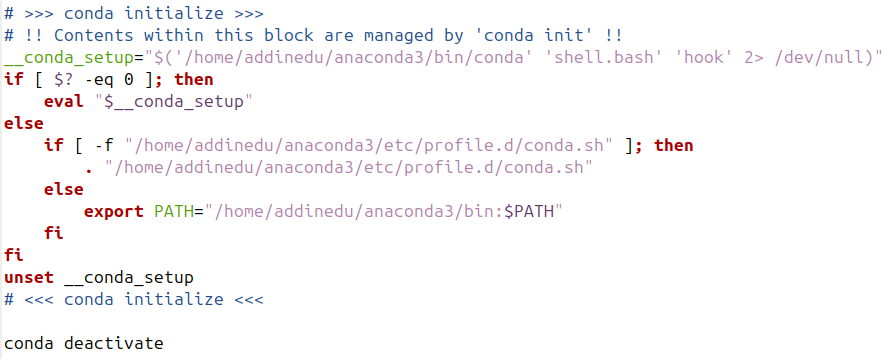 # >>> conda initialize >>>
# !! Contents within this block are managed by 'conda init' !!
__conda_setup="$('/home/addinedu/anaconda3/bin/conda' 'shell.bash' 'hook' 2> /dev/null)"
if [ $? -eq 0 ]; then
    eval "$__conda_setup"
else
    if [ -f "/home/addinedu/anaconda3/etc/profile.d/conda.sh" ]; then
        . "/home/addinedu/anaconda3/etc/profile.d/conda.sh"
    else
        export PATH="/home/addinedu/anaconda3/bin:$PATH"
    fi
fi
unset __conda_setup
# <<< conda initialize <<<

conda deactivate